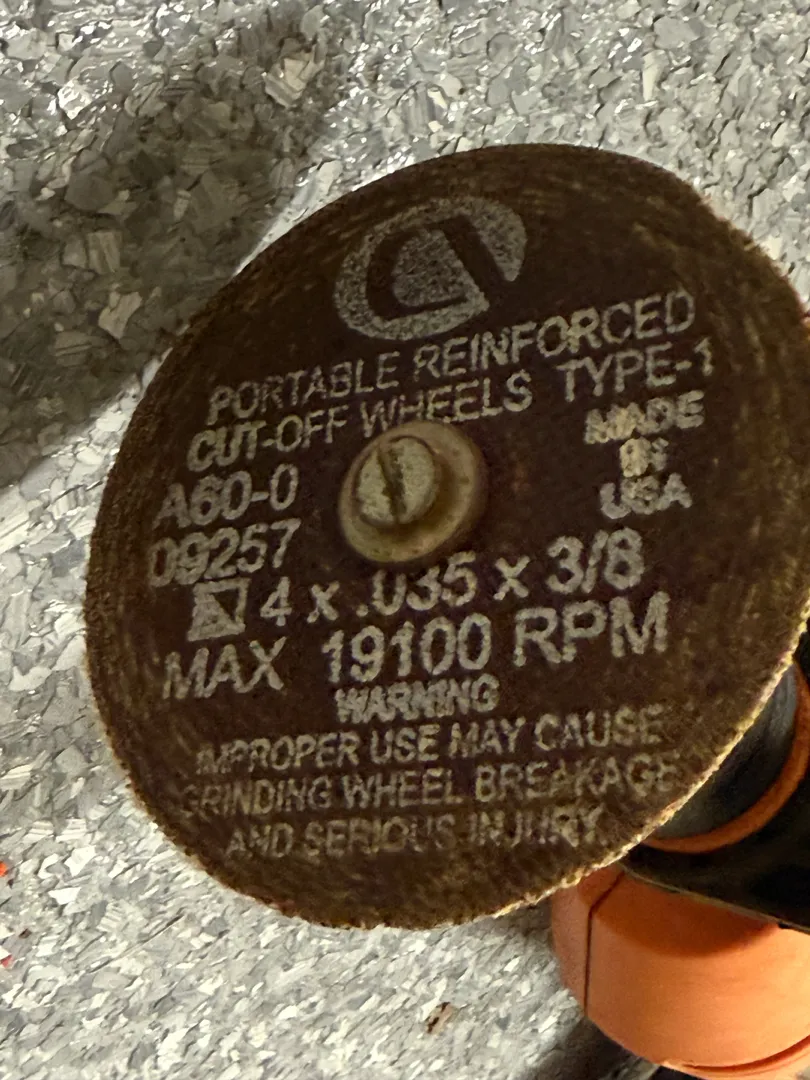 PORTABLE REINFORCED
CUT-OFF WHEELS TYPE-1
MADE
IN
USA
A60-0
09257
4 x .035 x 3/8
MAX 19100 RPM
WARNING
IMPROPER USE MAY CAUSE
GRINDING WHEEL BREAKAGE
AND SERIOUS INJURY